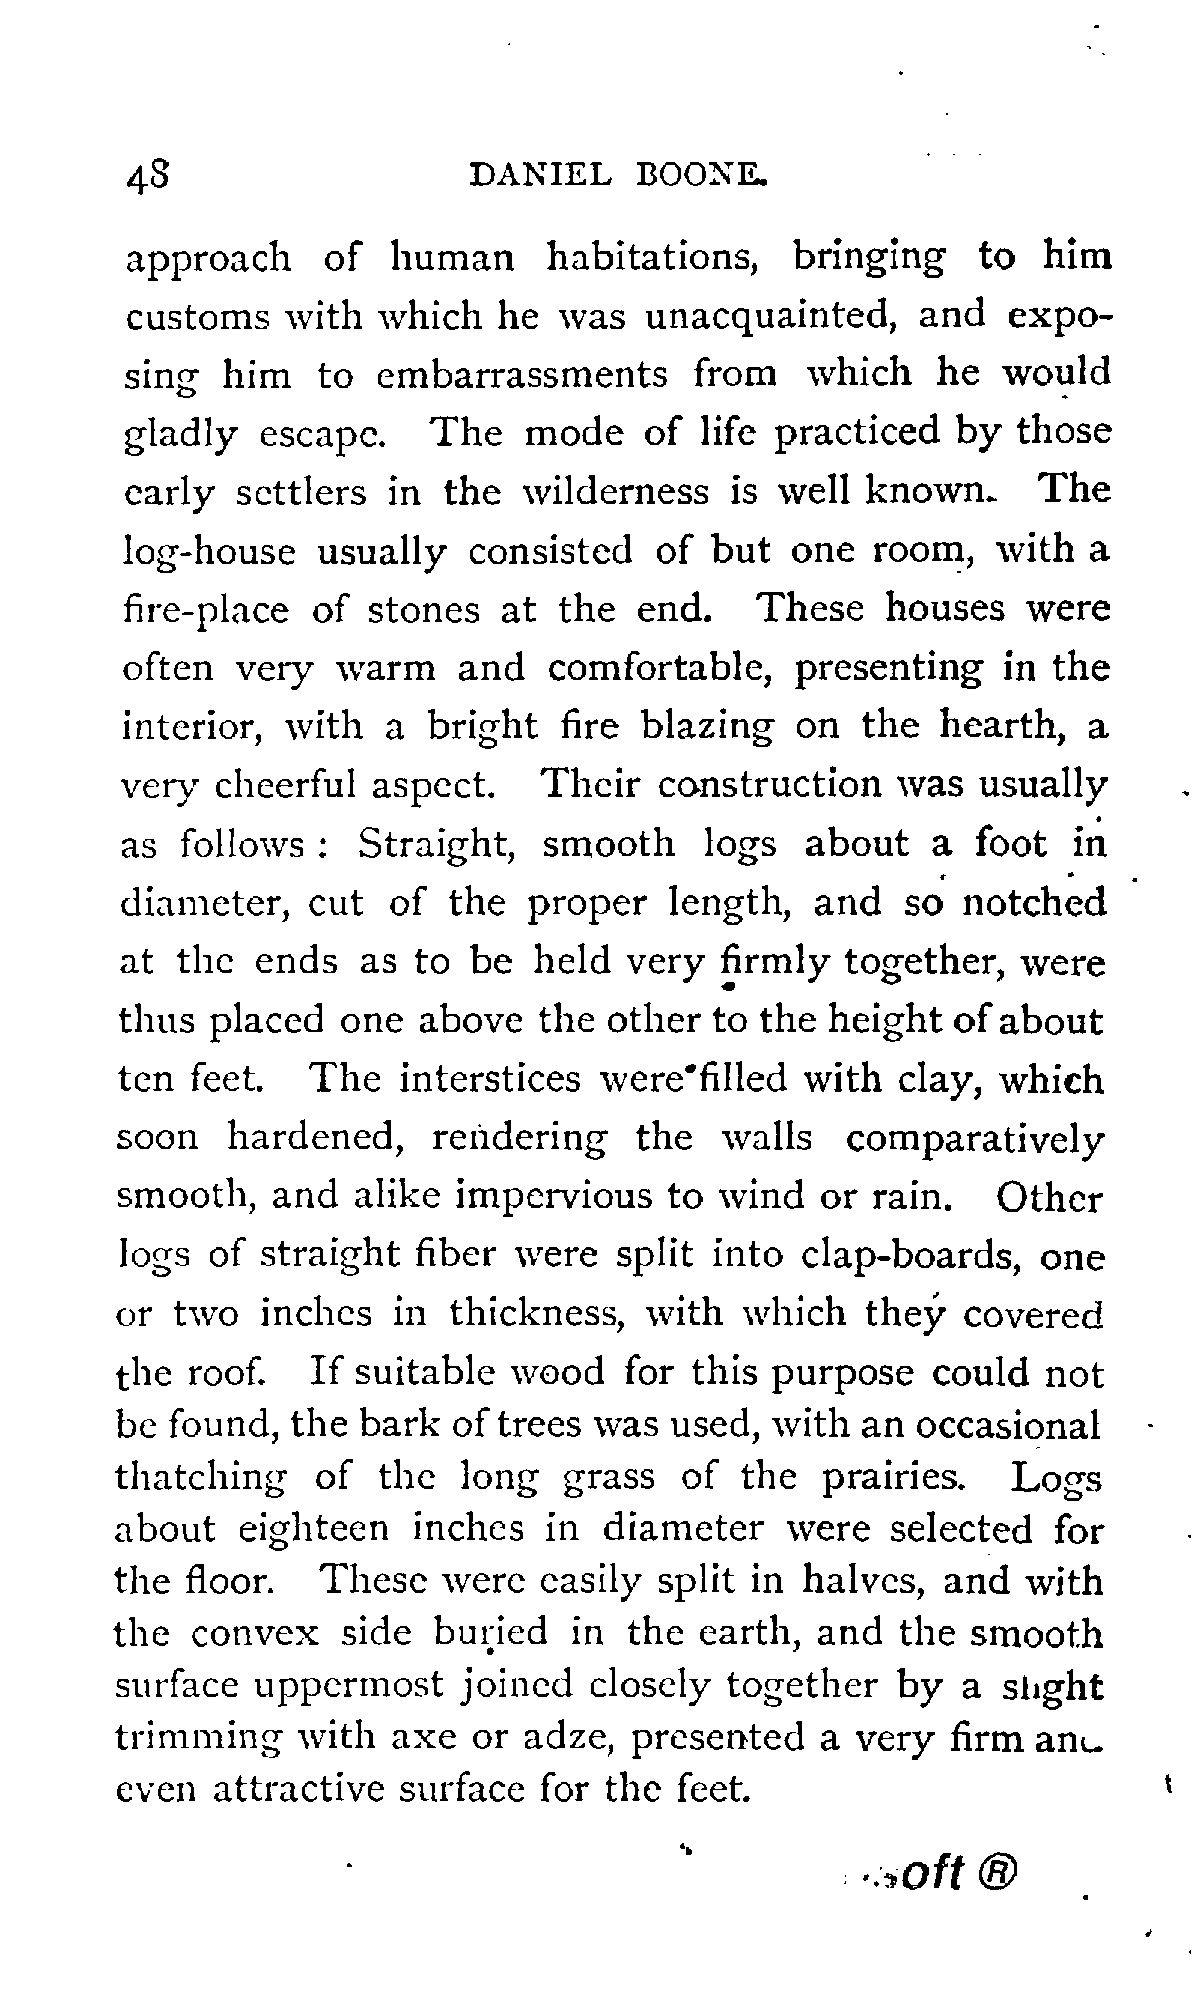 48 DANIEL BOONE.
approach of human habitations, bringing to him
customs with which he was unacquainted, and expo-
sing him to embarrassments from which he would
gladly escape. The mode of life practiced by those
early settlers in the wilderness is well known. The
log-house usually consisted of but one room, with a
fire-place of stones at the end. These houses were
often very warm and comfortable, presenting in the
interior, with a bright fire blazing on the hearth, a
very cheerful aspect. Their construction was usually
as follows : Straight, smooth logs about a foot in
diameter, cut of the proper length, and so notched
at the ends as to be held very firmly together, were
thus placed one above the other to the height of about
ten feet. The interstices were filled with clay, which
soon hardened, rendering the walls comparatively
smooth, and alike impervious to wind or rain. Other
logs of straight fiber were split into clap-boards, one
or two inches in thickness, with which they covered
the roof. If suitable wood for this purpose could not
be found, the bark of trees was used, with an occasional
thatching of the long grass of the prairies. Logs
about eighteen inches in diameter were selected for
the floor. These were easily split in halves, and with
the convex side buried in the earth, and the smooth
surface uppermost joined closely together by a slight
trimming with axe or adze, presented a very firm and
even attractive surface for the feet.
oft ®